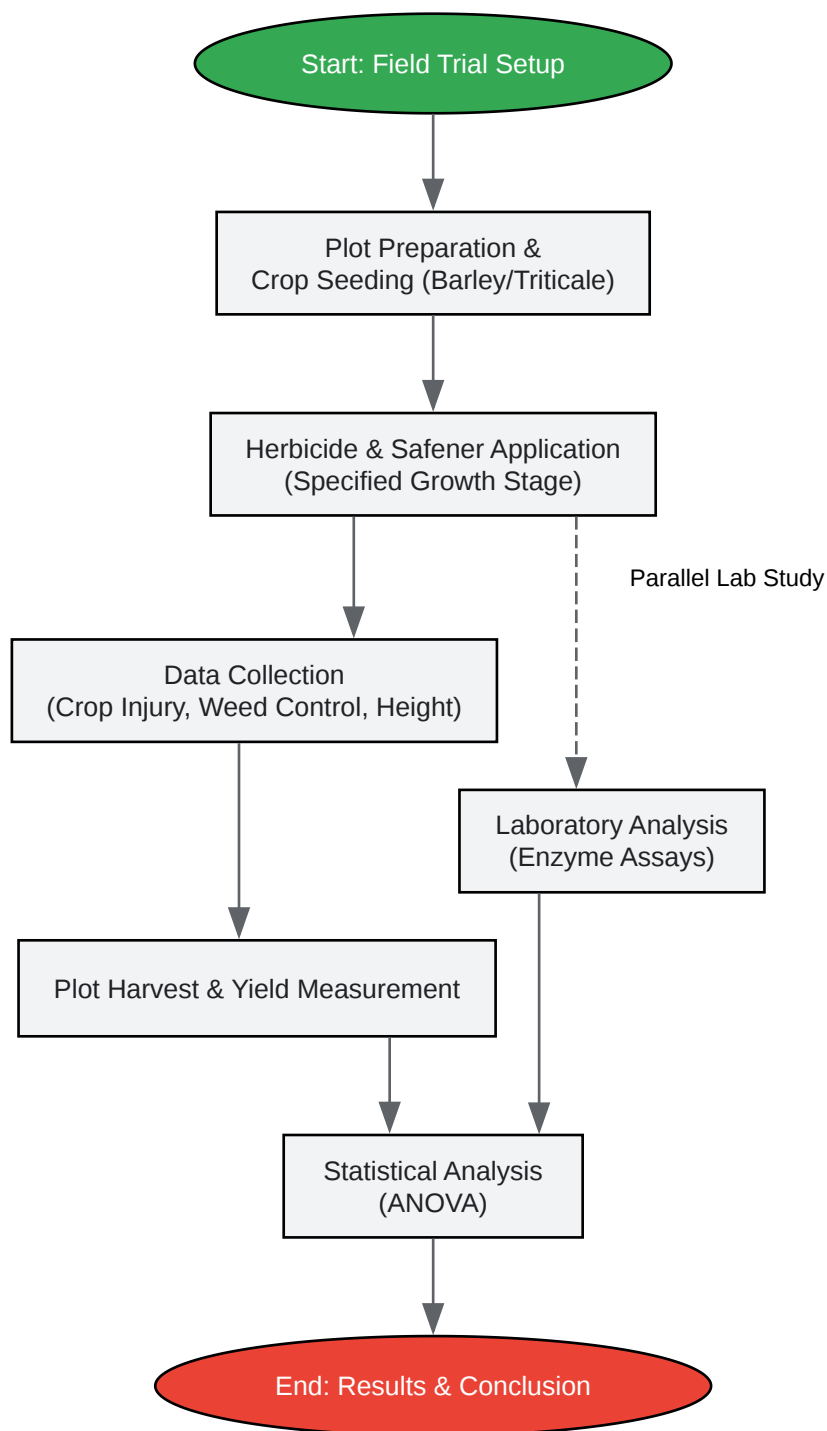 Start: Field Trial Setup
Plot Preparation &
Crop Seeding (Barley/Triticale)
Herbicide & Safener Application
(Specified Growth Stage)
Parallel Lab Study
Data Collection
(Crop Injury, Weed Control, Height)
Laboratory Analysis
(Enzyme Assays)
Plot Harvest & Yield Measurement
Statistical Analysis
(ANOVA)
End: Results & Conclusion